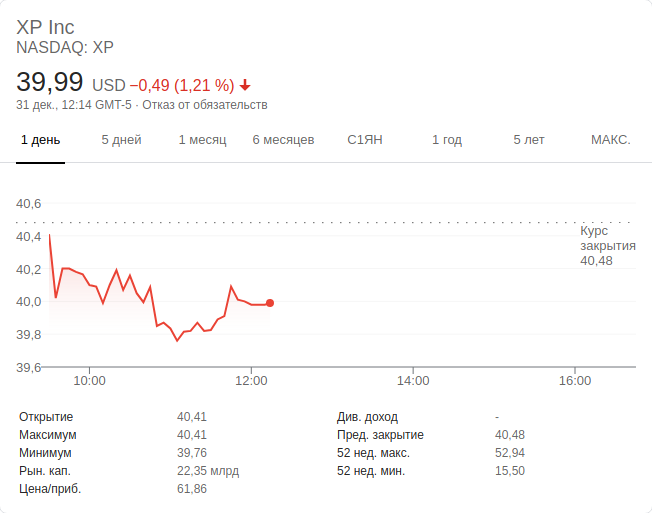 XP Inc
NASDAQ: XP
39,99 USD −0,49 (1,21 %)
31 дек., 12:14 GMT-5 · Отказ от обязательств
1 день 5 дней 1 месяц 6 месяцев С1ЯН 1 год 5 лет МАКС.
40,6
40,4
40,2
40,0
39,8
39,6
Курс
закрытия
40,48
10:00 12:00 14:00 16:00
Открытие 40,41
Максимум 40,41
Минимум 39,76
Рын. кап. 22,35 млрд
Цена/приб. 61,86
Див. доход -
Пред. закрытие 40,48
52 нед. макс. 52,94
52 нед. мин. 15,50